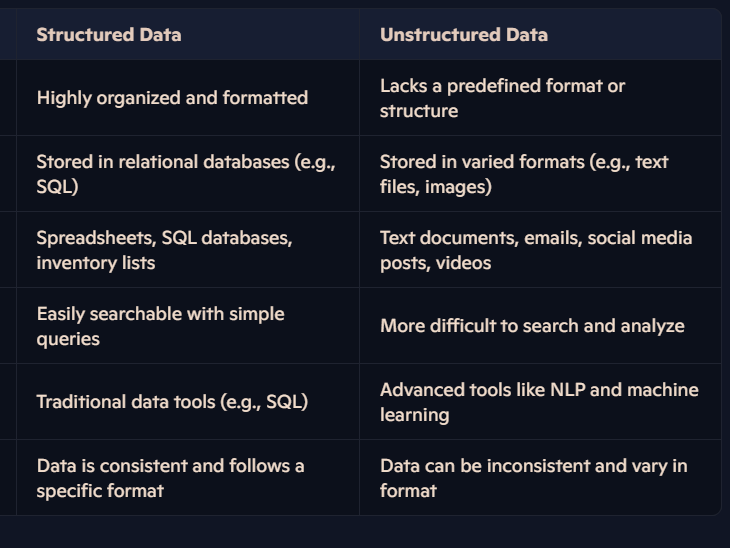 Structured Data
Unstructured Data
Highly organized and formatted
Lacks a predefined format or
structure
Stored in relational databases (e.g.,
SQL)
Stored in varied formats (e.g., text
files, images)
Spreadsheets, SQL databases,
inventory lists
Text documents, emails, social media
posts, videos
Easily searchable with simple
queries
More difficult to search and analyze
Traditional data tools (e.g., SQL)
Advanced tools like NLP and machine
learning
Data is consistent and follows a
specific format
Data can be inconsistent and vary in
format